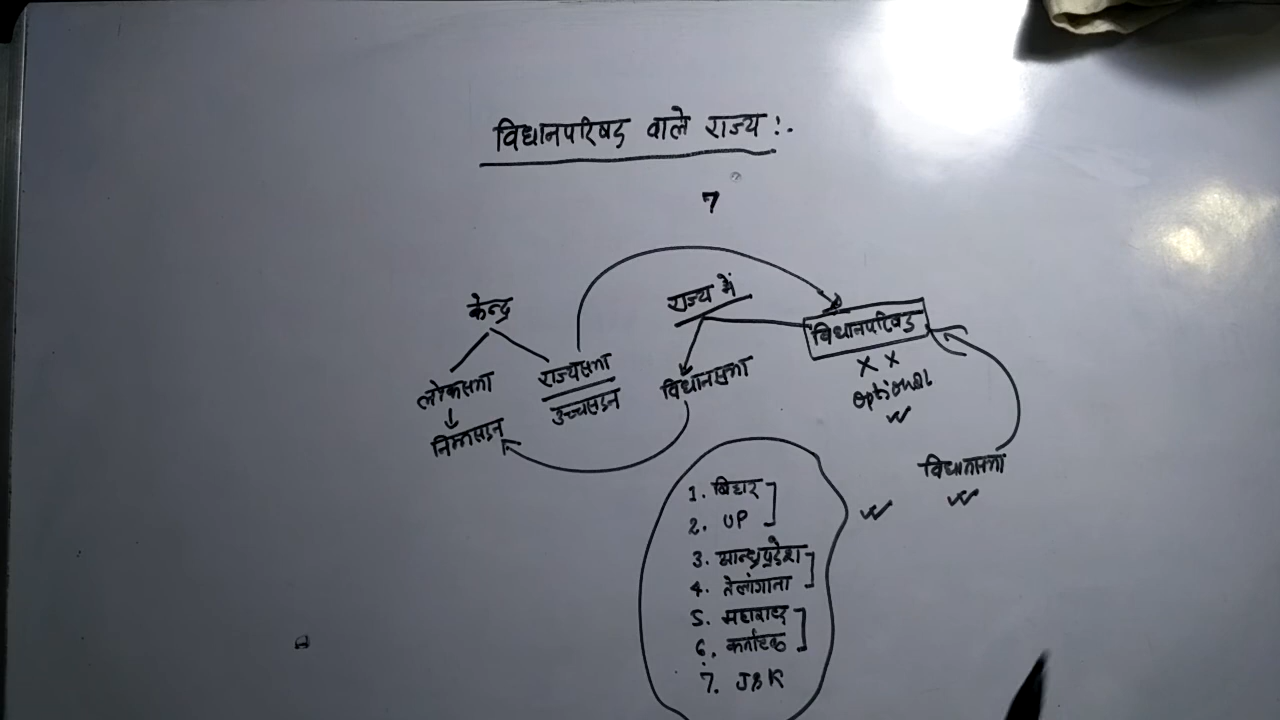 विधानपरिषद वाले राज्य :-
7
केन्द्र
राज्य में
विधानपरिषद
लोकसभा
राज्यसभा
विधानसभा
x x
optional
निम्नसदन
उच्चसदन
विधानसभा
1. बिहार
2. UP
3. आन्ध्रप्रदेश
4. तेलांगाना
5. महाराष्ट्र
6. कर्नाटक
7. J&K